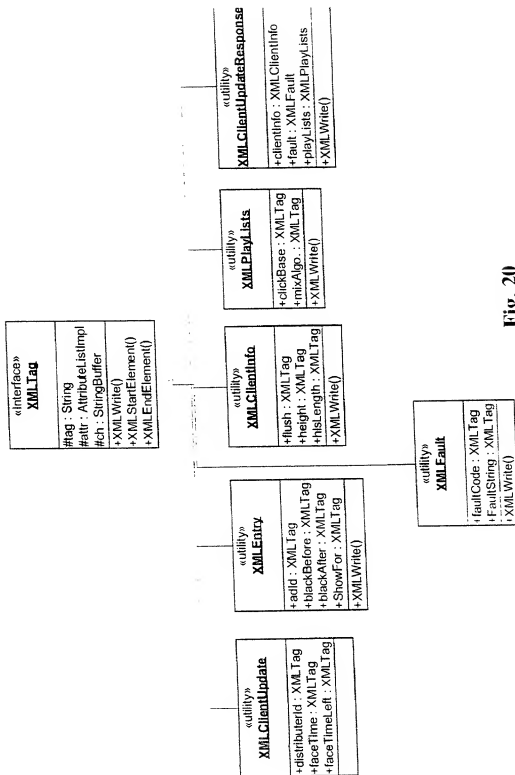 «interface»
XMLTag
#tag : String
#attr : AttributeListImpl
#ch : StringBuffer
+XMLWrite()
+XMLStartElement()
+XMLEndElement()
«utility»
XMLClientUpdate
+distributerId : XMLTag
+faceTime : XMLTag
+faceTimeLeft : XMLTag
«utility»
XMLEntry
+adId : XMLTag
+blackBefore : XMLTag
+blackAfter : XMLTag
+ShowFor : XMLTag
+XMLWrite()
«utility»
XMLClientInfo
+flush : XMLTag
+height : XMLTag
+hlsLength : XMLTag
+XMLWrite()
«utility»
XMLPlayLists
+clickBase : XMLTag
+mixAlgo. : XMLTag
+XMLWrite()
«utility»
XMLClientUpdateResponse
+clientInfo : XMLClientInfo
+fault : XMLFault
+playLists : XMLPlayLists
+XMLWrite()
«utility»
XMLFault
+faultCode : XMLTag
+FaultString : XMLTag
+XMLWrite()
Fig. 20